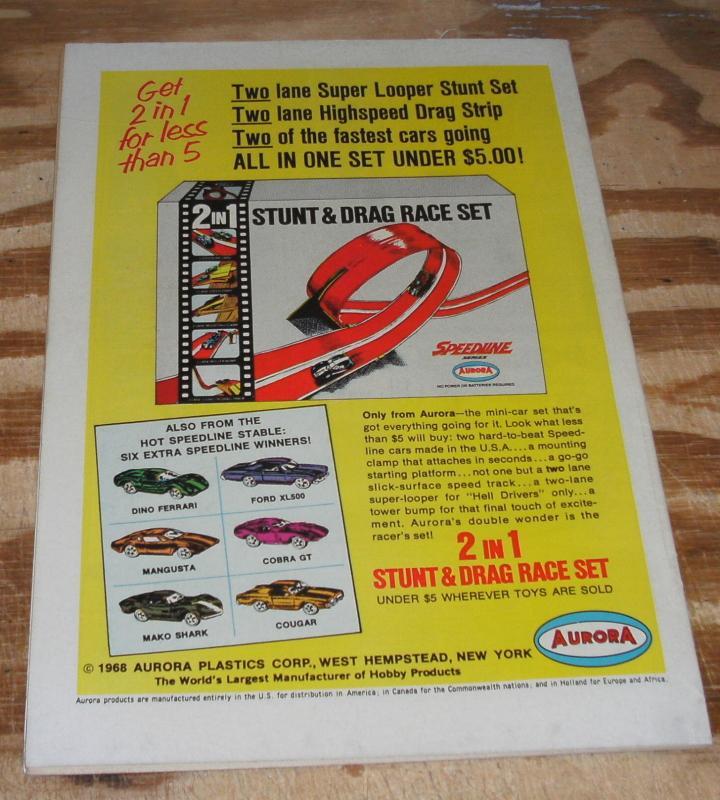 Get
2 in 1
for less
than 5
Two lane Super Looper Stunt Set
Two lane Highspeed Drag Strip
Two of the fastest cars going
ALL IN ONE SET UNDER $5.00!
2 IN 1 STUNT & DRAG RACE SET
SPEEDLINE
SERIES
AURORA
NO POWER OR BATTERIES REQUIRED
ALSO FROM THE
HOT SPEEDLINE STABLE:
SIX EXTRA SPEEDLINE WINNERS!
DINO FERRARI
FORD XL500
MANGUSTA
COBRA GT
MAKO SHARK
COUGAR
Only from Aurora—the mini-car set that's
got everything going for it. Look what less
than $5 will buy: two hard-to-beat Speed-
line cars made in the U.S.A....a mounting
clamp that attaches in seconds...a go-go
starting platform...not one but a two lane
slick-surface speed track...a two-lane
super-looper for "Hell Drivers" only...a
tower bump for that final touch of excite-
ment. Aurora's double wonder is the
racer's set!
2 IN 1
STUNT & DRAG RACE SET
UNDER $5 WHEREVER TOYS ARE SOLD
AURORA
© 1968 AURORA PLASTICS CORP., WEST HEMPSTEAD, NEW YORK
The World's Largest Manufacturer of Hobby Products
Aurora products are manufactured entirely in the U.S. for distribution in America; in Canada for the Commonwealth nations; and in Holland for Europe and Africa.